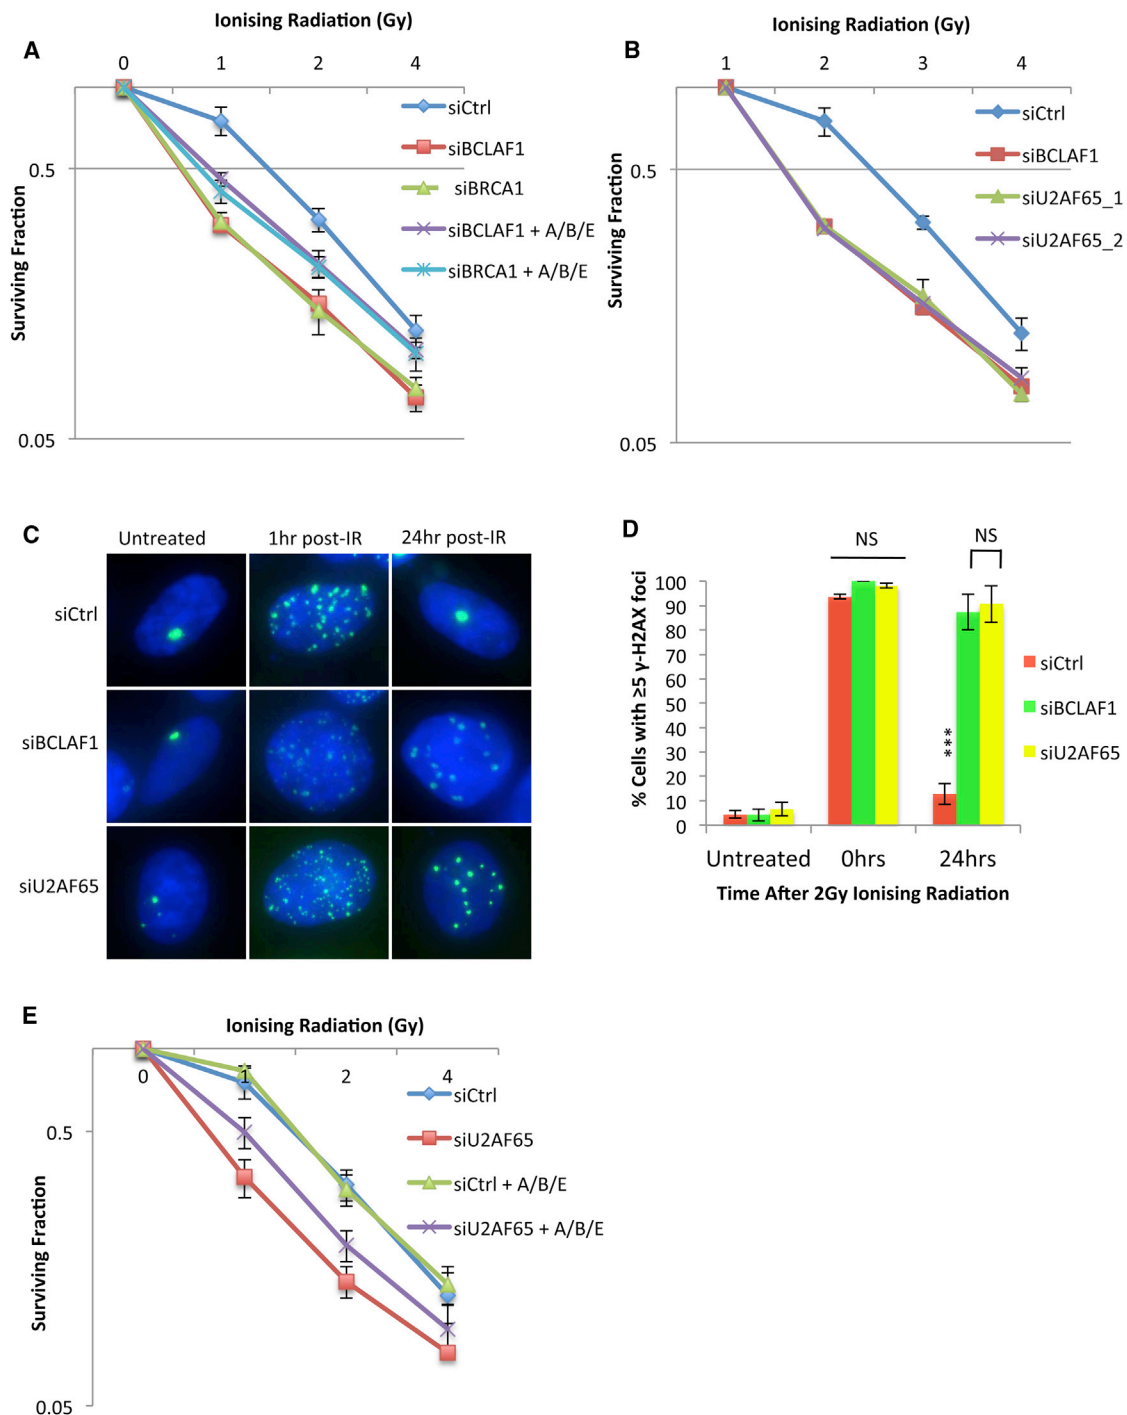 A
Ionising Radiation (Gy)
0 1 2 4
0.5
0.05
Surviving Fraction
siCtrl
siBCLAF1
siBRCA1
siBCLAF1 + A/B/E
siBRCA1 + A/B/E
B
Ionising Radiation (Gy)
1 2 3 4
0.5
0.05
Surviving Fraction
siCtrl
siBCLAF1
siU2AF65_1
siU2AF65_2
C
Untreated 1hr post-IR 24hr post-IR
siCtrl
siBCLAF1
siU2AF65
D
NS
NS
% Cells with ≥5 γ-H2AX foci
100
90
80
70
60
50
40
30
20
10
0
***
Untreated 0hrs 24hrs
Time After 2Gy Ionising Radiation
siCtrl
siBCLAF1
siU2AF65
E
Ionising Radiation (Gy)
0 1 2 4
0.5
0.05
Surviving Fraction
siCtrl
siU2AF65
siCtrl + A/B/E
siU2AF65 + A/B/E